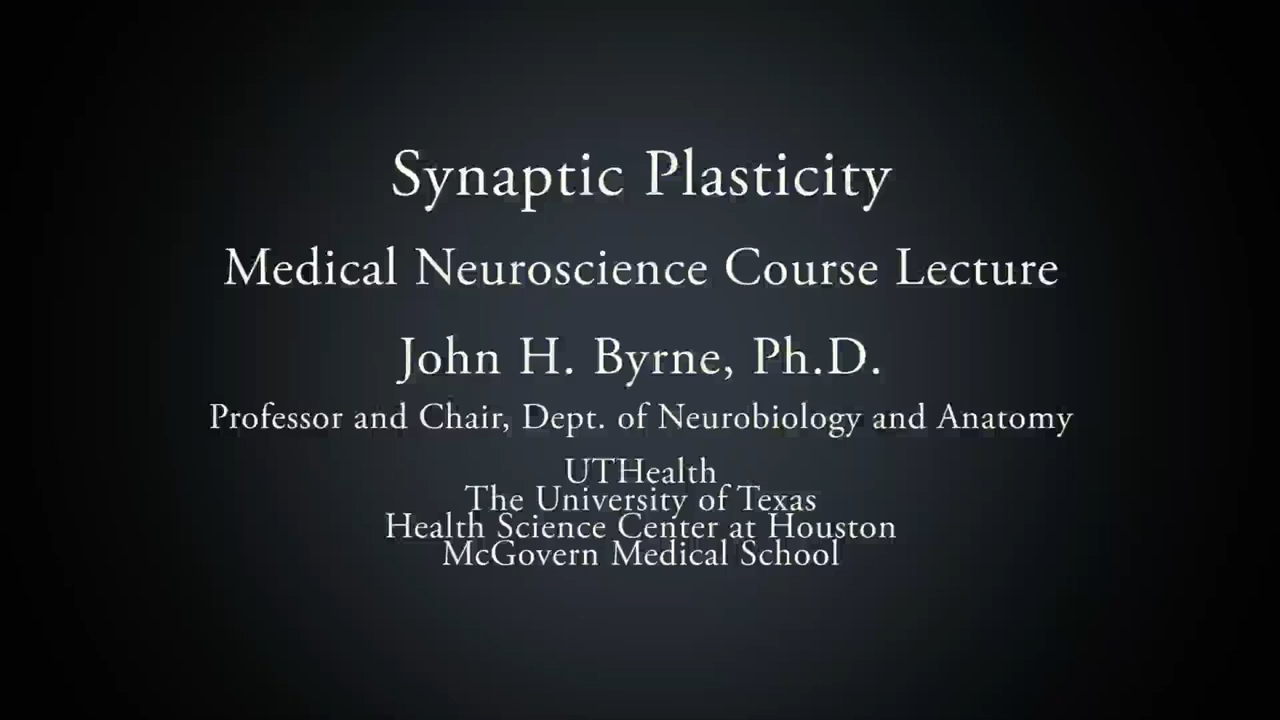 Synaptic Plasticity
Medical Neuroscience Course Lecture
John H. Byrne, Ph.D.
Professor and Chair, Dept. of Neurobiology and Anatomy
UTHealth
The University of Texas
Health Science Center at Houston
McGovern Medical School